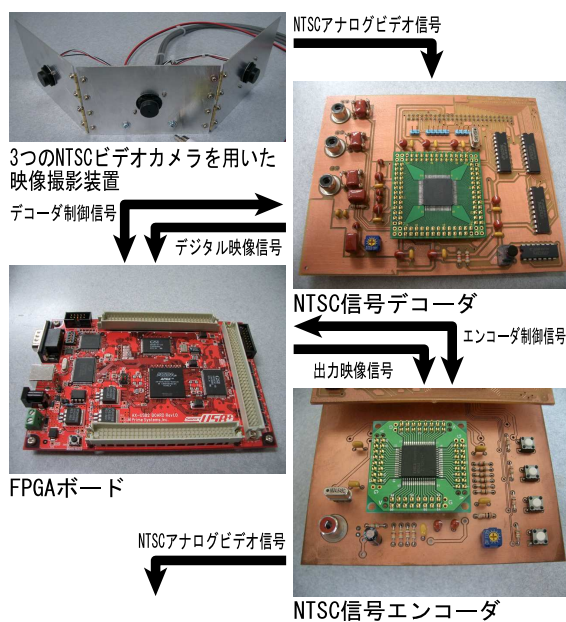 NTSCアナログビデオ信号
3つのNTSCビデオカメラを用いた
映像撮影装置
デコーダ制御信号
デジタル映像信号
NTSC信号デコーダ
エンコーダ制御信号
出力映像信号
FPGAボード
NTSCアナログビデオ信号
NTSC信号エンコーダ